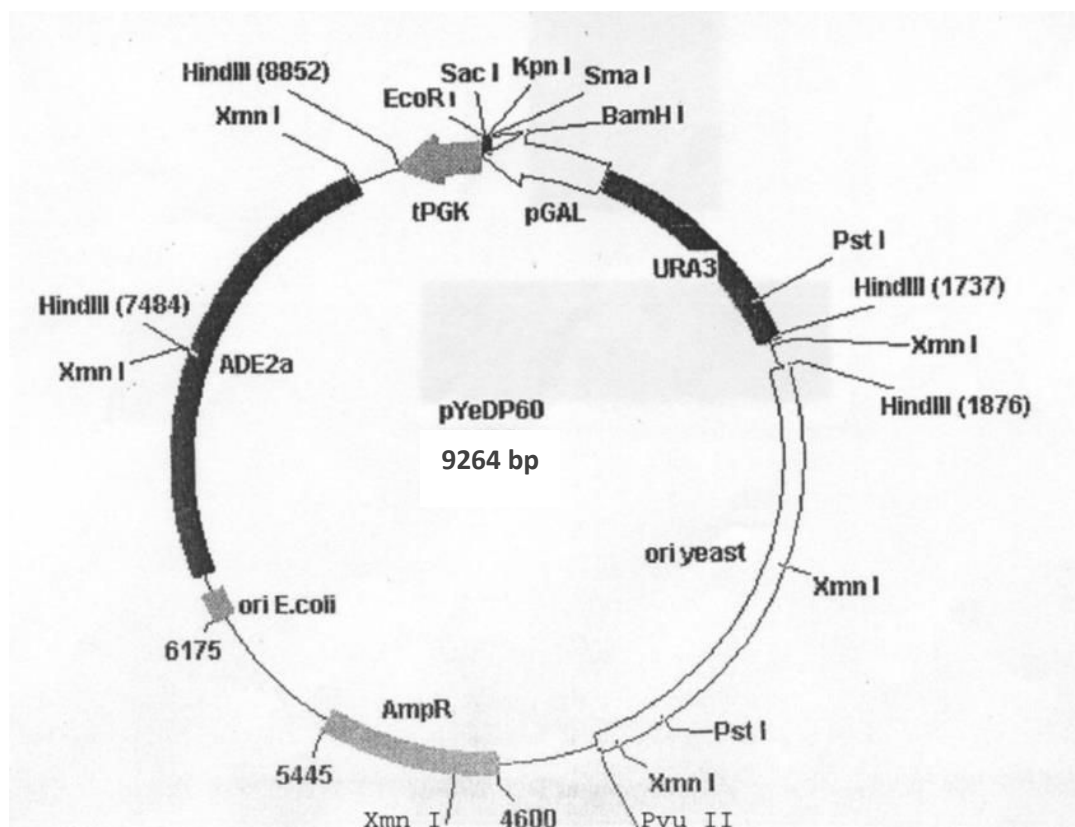 HindIII (8852)
Xmn I
EcoR I
Sac I
Kpn I
Sma I
BamH I
tPGK
pGAL
URA3
Pst I
HindIII (1737)
Xmn I
HindIII (1876)
HindIII (7484)
Xmn I
ADE2a
pYeDP60
9264 bp
ori yeast
Xmn I
ori E.coli
6175
AmpR
5445
Pst I
Xmn I
Xmn I
4600
Pvu II